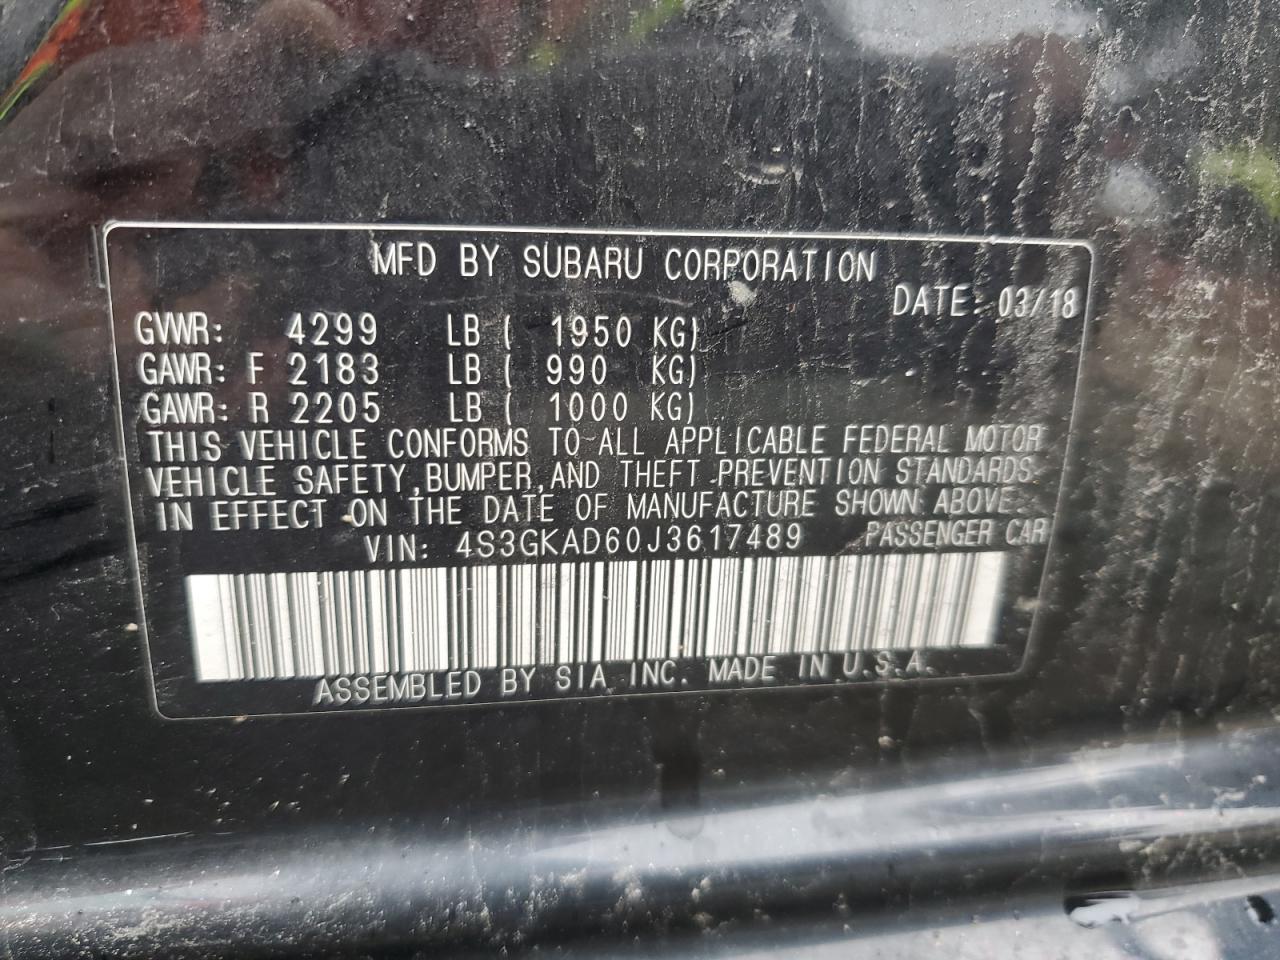 MFD BY SUBARU CORPORATION
DATE: 03/18
GVWR: 4299 LB ( 1950 KG)
GAWR: F 2183 LB ( 990 KG)
GAWR: R 2205 LB ( 1000 KG)
THIS VEHICLE CONFORMS TO ALL APPLICABLE FEDERAL MOTOR
VEHICLE SAFETY,BUMPER,AND THEFT PREVENTION STANDARDS
IN EFFECT ON THE DATE OF MANUFACTURE SHOWN ABOVE.
VIN: 4S3GKAD60J3617489 PASSENGER CAR
ASSEMBLED BY SIA INC. MADE IN U.S.A.